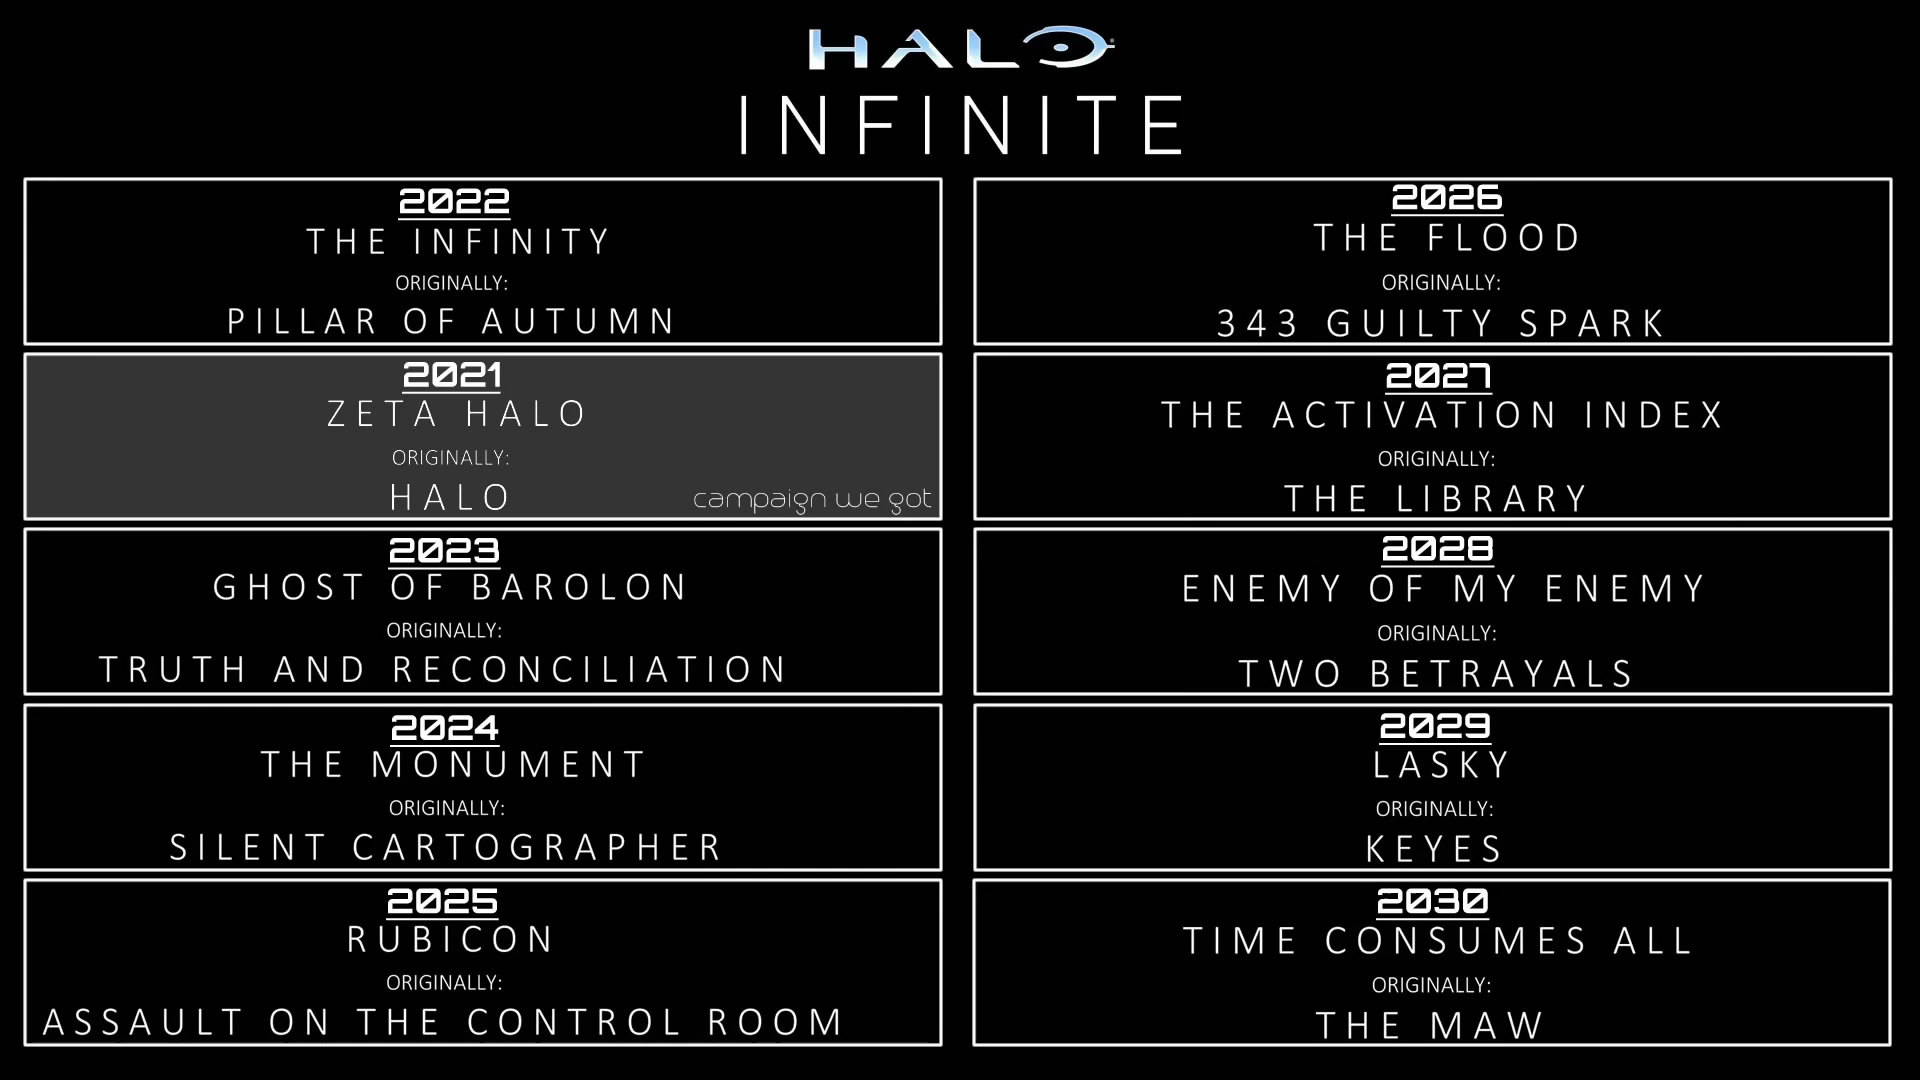 HALO
INFINITE
2022
THE INFINITY
ORIGINALLY:
PILLAR OF AUTUMN
2021
ZETA HALO
ORIGINALLY:
HALO
campaign we got
2023
GHOST OF BAROLON
ORIGINALLY:
TRUTH AND RECONCILIATION
2024
THE MONUMENT
ORIGINALLY:
SILENT CARTOGRAPHER
2025
RUBICON
ORIGINALLY:
ASSAULT ON THE CONTROL ROOM
2026
THE FLOOD
ORIGINALLY:
343 GUILTY SPARK
2027
THE ACTIVATION INDEX
ORIGINALLY:
THE LIBRARY
2028
ENEMY OF MY ENEMY
ORIGINALLY:
TWO BETRAYALS
2029
LASKY
ORIGINALLY:
KEYES
2030
TIME CONSUMES ALL
ORIGINALLY:
THE MAW